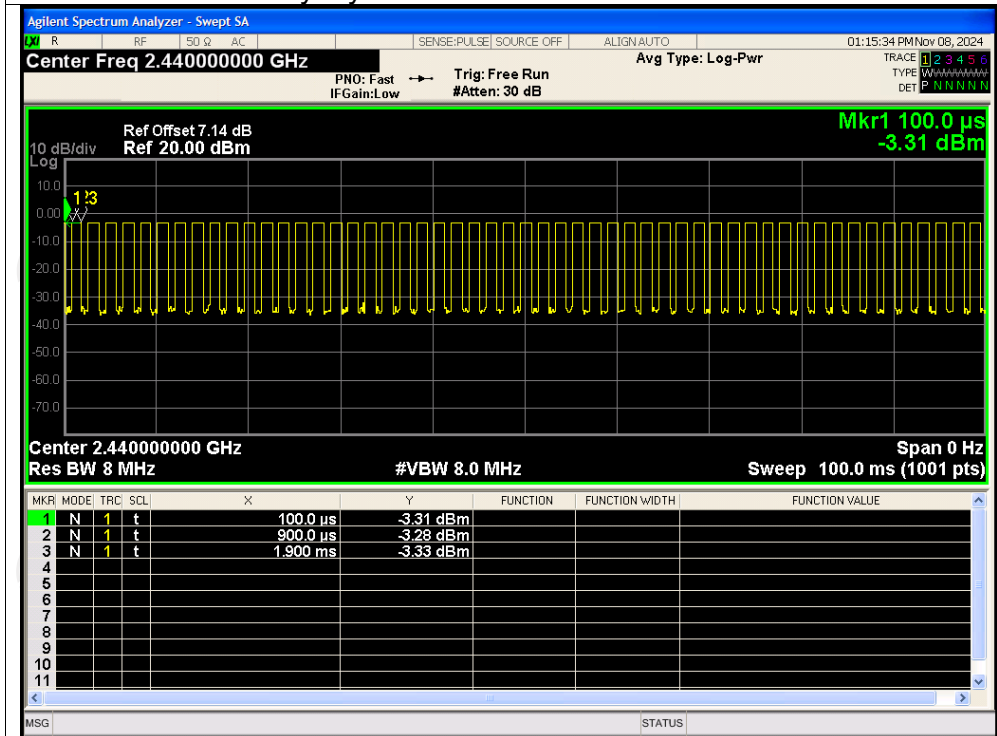 Agilent Spectrum Analyzer - Swept SA
LXI R RF 50 Ω AC SENSE:PULSE SOURCE OFF ALIGN AUTO 01:15:34 PM Nov 08, 2024
Center Freq 2.440000000 GHz Avg Type: Log-Pwr TRACE 1 2 3 4 5 6
PNO: Fast Trig: Free Run TYPE WWWWWW
IFGain:Low #Atten: 30 dB DET P N N N N N
Mkr1 100.0 µs
-3.31 dBm
Ref Offset 7.14 dB
10 dB/div Ref 20.00 dBm
Log
10.0
1 2 3
0.00
-10.0
-20.0
-30.0
-40.0
-50.0
-60.0
-70.0
Center 2.440000000 GHz Span 0 Hz
Res BW 8 MHz #VBW 8.0 MHz Sweep 100.0 ms (1001 pts)
MKR MODE TRC SCL X Y FUNCTION FUNCTION WIDTH FUNCTION VALUE
1 N 1 t 100.0 µs -3.31 dBm
2 N 1 t 900.0 µs -3.28 dBm
3 N 1 t 1.900 ms -3.33 dBm
4
5
6
7
8
9
10
11
MSG STATUS